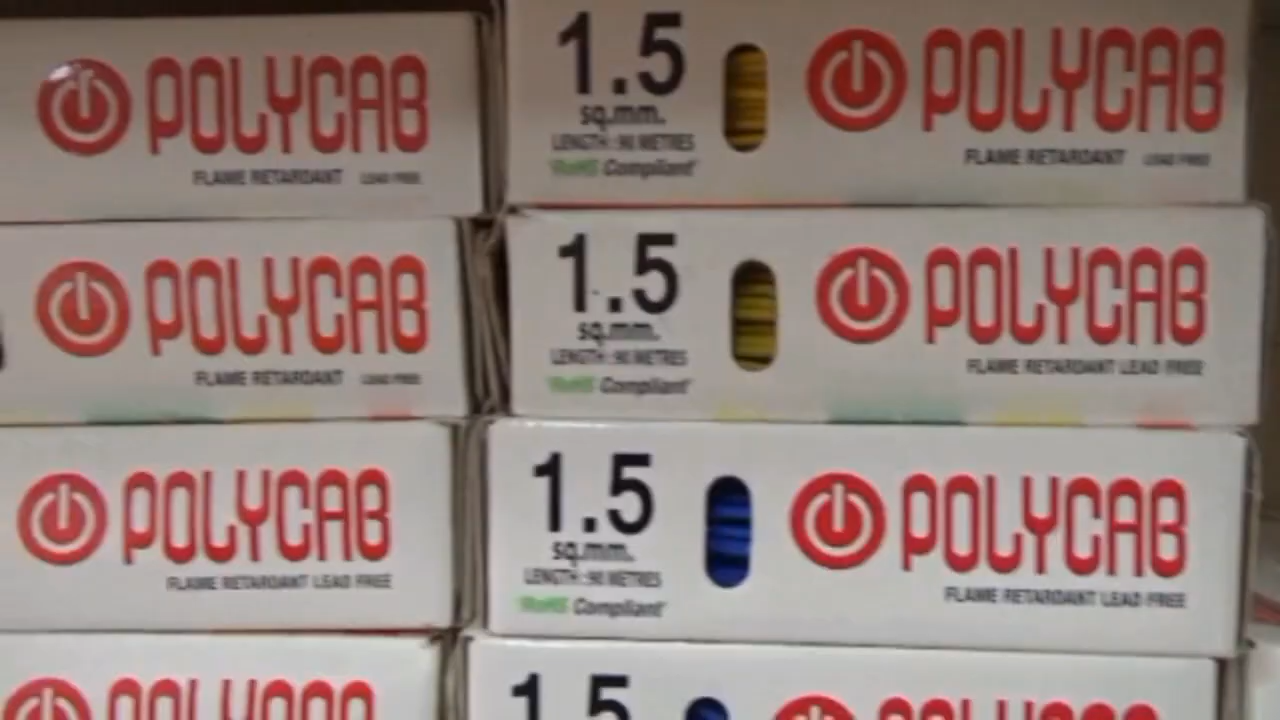 POLYCAB
FLAME RETARDANT LEAD FREE
1.5
sq.mm.
LENGTH : 90 METRES
RoHS Compliant
POLYCAB
FLAME RETARDANT LEAD FREE
POLYCAB
FLAME RETARDANT LEAD FREE
1.5
sq.mm.
LENGTH : 90 METRES
RoHS Compliant
POLYCAB
FLAME RETARDANT LEAD FREE
POLYCAB
FLAME RETARDANT LEAD FREE
1.5
sq.mm.
LENGTH : 90 METRES
RoHS Compliant
POLYCAB
FLAME RETARDANT LEAD FREE
POLYCAB
1.5
POLYCAB